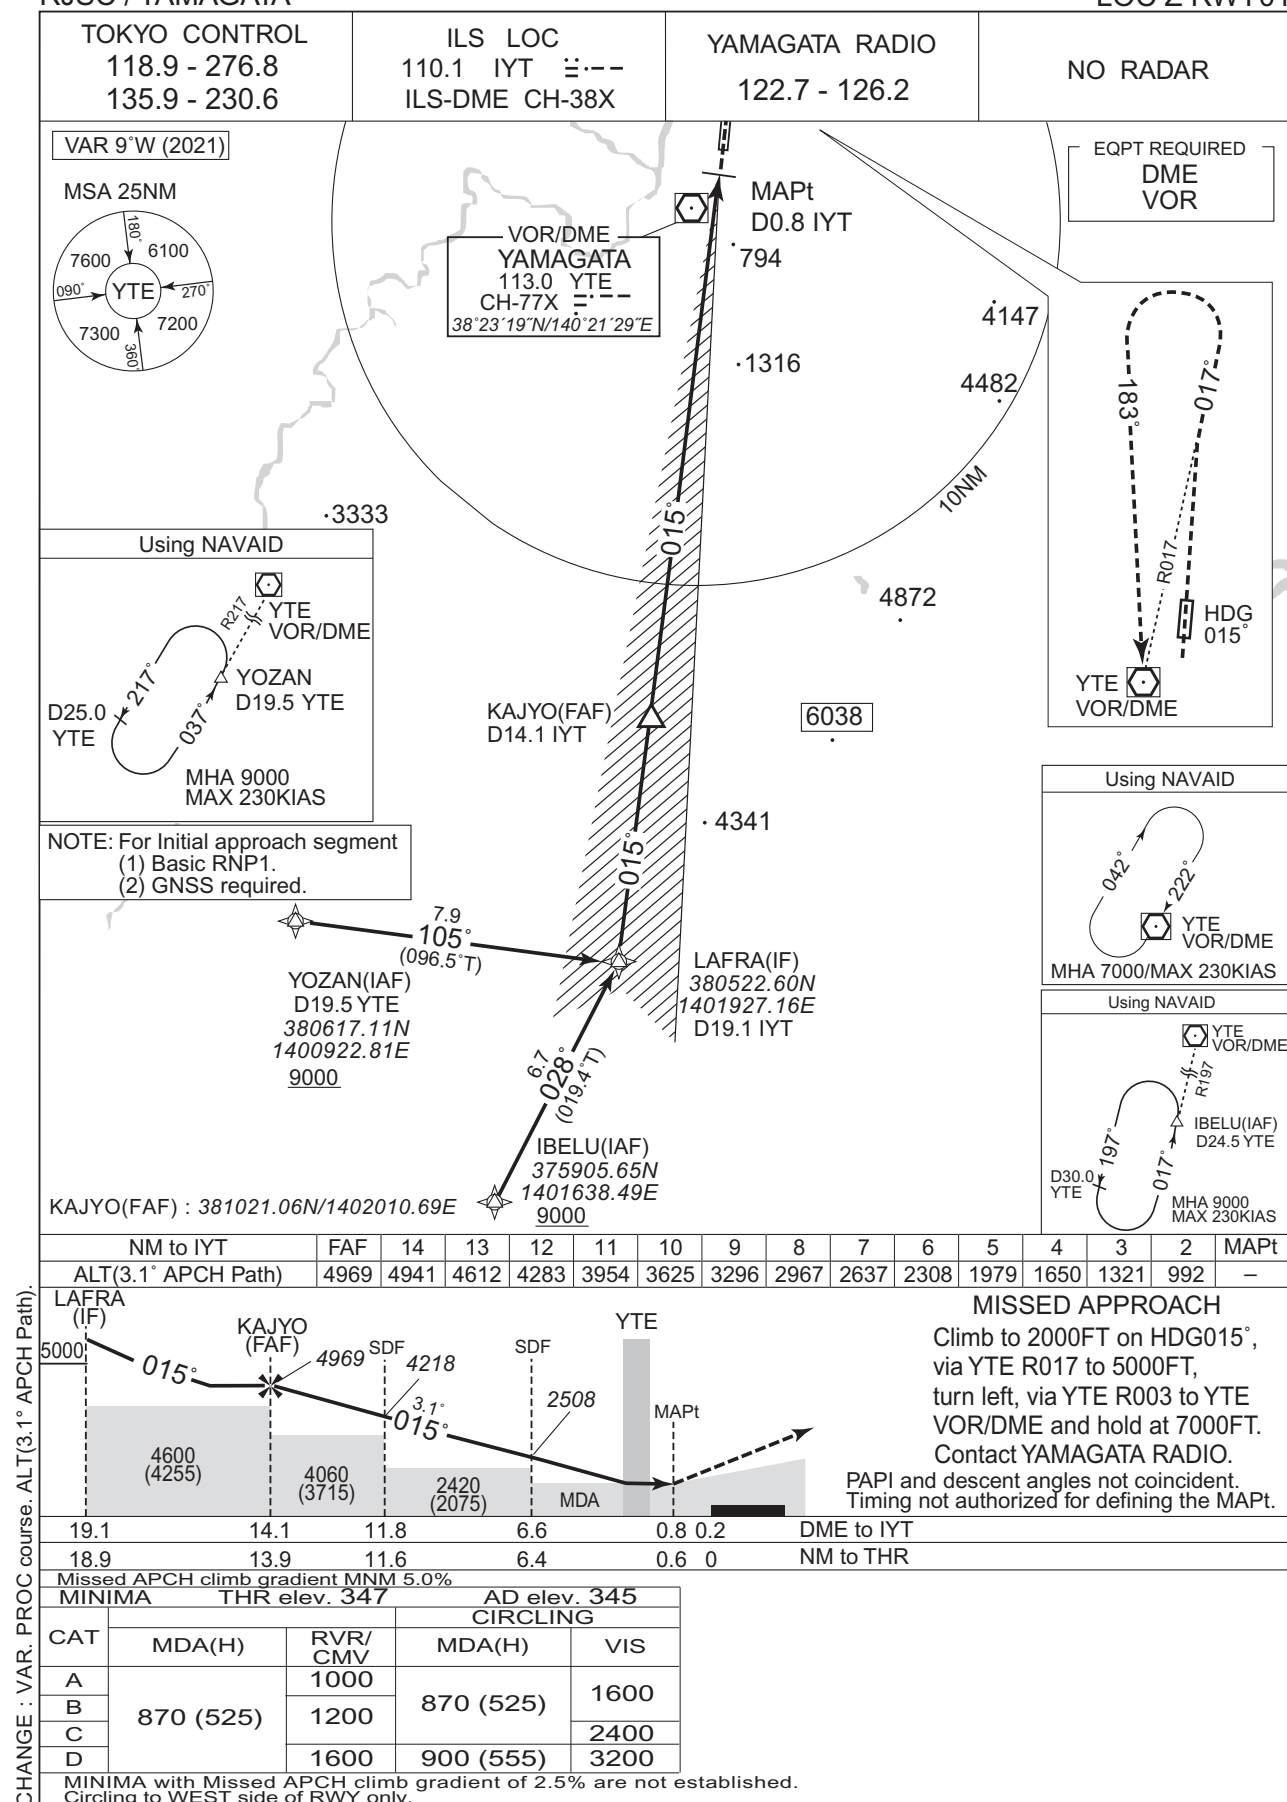 TOKYO CONTROL
118.9 - 276.8
135.9 - 230.6
ILS LOC
110.1 IYT
ILS-DME CH-38X
YAMAGATA RADIO
122.7 - 126.2
NO RADAR
VAR 9°W (2021)
MSA 25NM
180°
7600
6100
090°
YTE
270°
7300
7200
360°
EQPT REQUIRED
DME
VOR
MAPt
D0.8 IYT
VOR/DME
YAMAGATA
113.0 YTE
CH-77X
38°23´19˝N/140°21´29˝E
794
4147
1316
4482
10NM
3333
015°
4872
183°
017°
R017
HDG
015°
YTE
VOR/DME
Using NAVAID
R217
YTE
VOR/DME
YOZAN
D19.5 YTE
217°
037°
D25.0
YTE
MHA 9000
MAX 230KIAS
KAJYO(FAF)
D14.1 IYT
6038
4341
015°
NOTE: For Initial approach segment
(1) Basic RNP1.
(2) GNSS required.
Using NAVAID
042°
222°
YTE
VOR/DME
MHA 7000/MAX 230KIAS
7.9
105°
(096.5°T)
YOZAN(IAF)
D19.5 YTE
380617.11N
1400922.81E
9000
LAFRA(IF)
380522.60N
1401927.16E
D19.1 IYT
6.7
028°
(019.4°T)
IBELU(IAF)
375905.65N
1401638.49E
9000
Using NAVAID
YTE
VOR/DME
R197
IBELU(IAF)
D24.5 YTE
197°
017°
D30.0
YTE
MHA 9000
MAX 230KIAS
KAJYO(FAF) : 381021.06N/1402010.69E
NM to IYT FAF 14 13 12 11 10 9 8 7 6 5 4 3 2 MAPt
ALT(3.1° APCH Path) 4969 4941 4612 4283 3954 3625 3296 2967 2637 2308 1979 1650 1321 992 –
LAFRA
(IF)
5000
015°
KAJYO
(FAF)
4969
SDF
4218
3.1°
015°
SDF
2508
YTE
MAPt
4600
(4255)
4060
(3715)
2420
(2075)
MDA
MISSED APPROACH
Climb to 2000FT on HDG015°,
via YTE R017 to 5000FT,
turn left, via YTE R003 to YTE
VOR/DME and hold at 7000FT.
Contact YAMAGATA RADIO.
PAPI and descent angles not coincident.
Timing not authorized for defining the MAPt.
19.1 14.1 11.8 6.6 0.8 0.2 DME to IYT
18.9 13.9 11.6 6.4 0.6 0 NM to THR
Missed APCH climb gradient MNM 5.0%
MINIMA THR elev. 347 AD elev. 345
CAT MDA(H) RVR/CMV CIRCLING MDA(H) VIS
A 870 (525) 1000 870 (525) 1600
B 1200
C 2400
D 1600 900 (555) 3200
MINIMA with Missed APCH climb gradient of 2.5% are not established.
Circling to WEST side of RWY only.
CHANGE : VAR. PROC course. ALT(3.1° APCH Path).